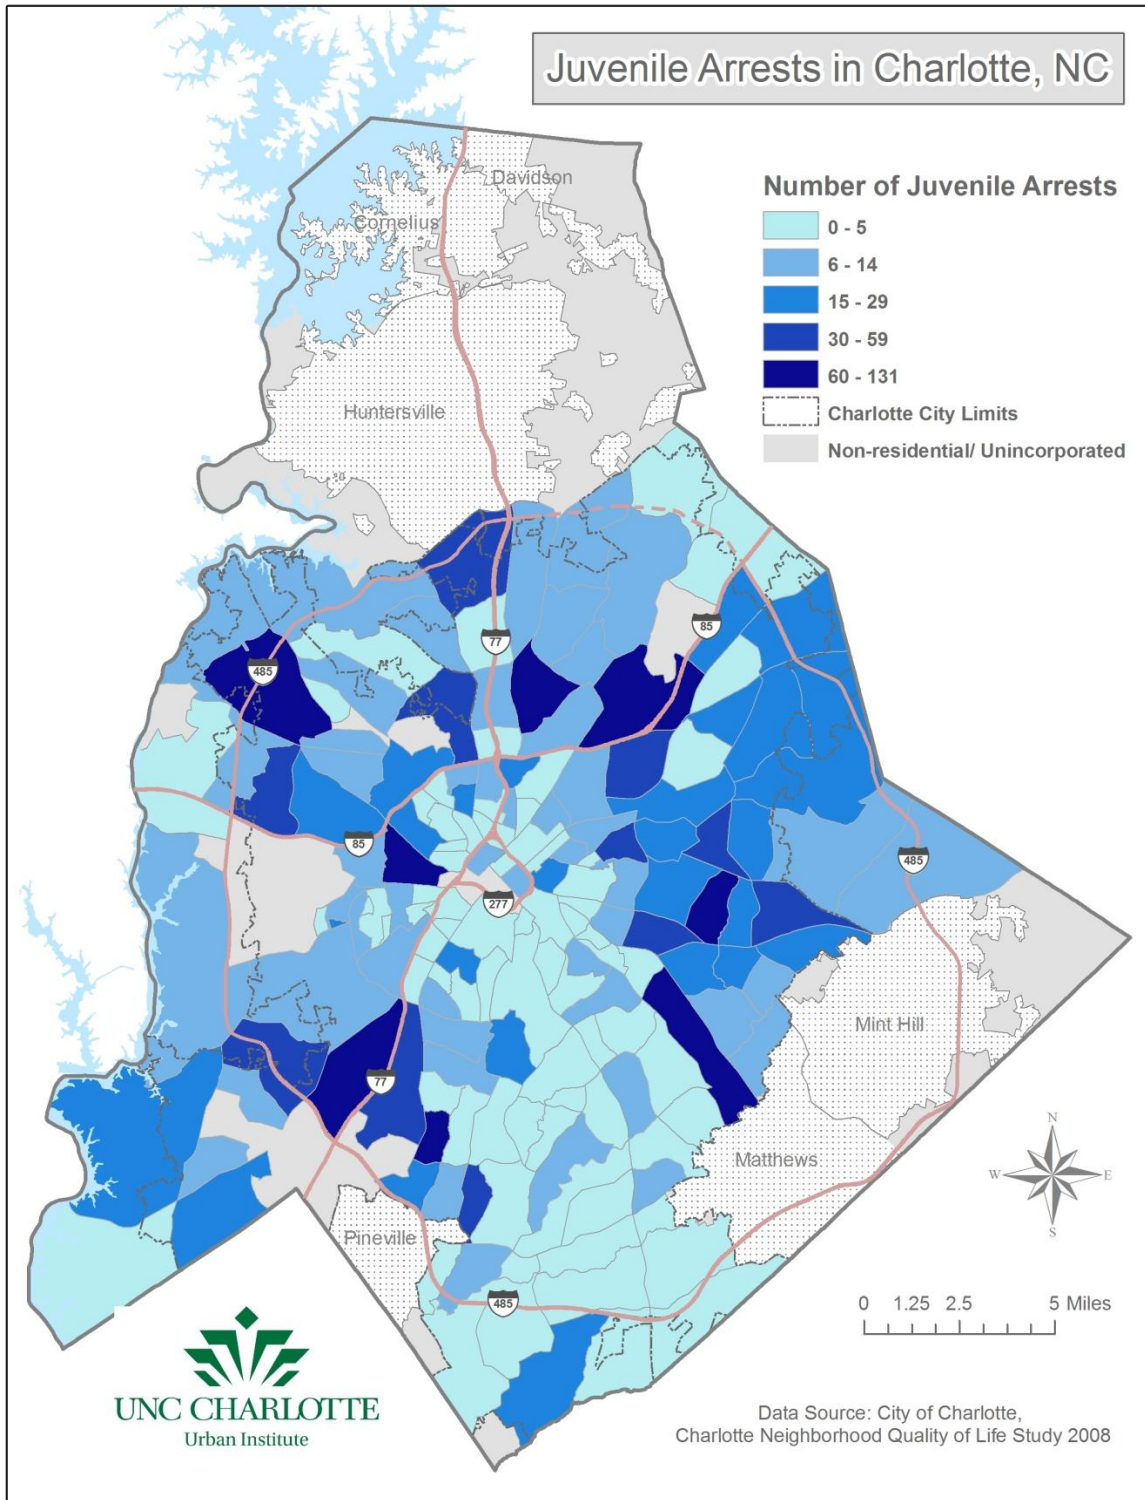 Juvenile Arrests in Charlotte, NC
Number of Juvenile Arrests
0 - 5
6 - 14
15 - 29
30 - 59
60 - 131
Charlotte City Limits
Non-residential/ Unincorporated
Davidson
Cornelius
Huntersville
77
85
485
85
485
277
Mint Hill
77
Matthews
Pineville
485
N
W E
S
0 1.25 2.5 5 Miles
UNC CHARLOTTE
Urban Institute
Data Source: City of Charlotte,
Charlotte Neighborhood Quality of Life Study 2008